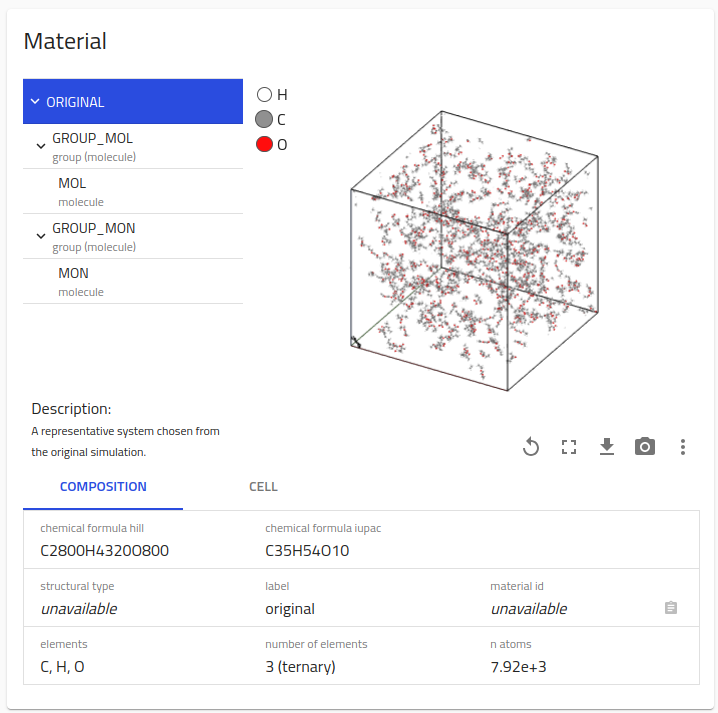 Material
ORIGINAL
GROUP_MOL
group (molecule)
MOL
molecule
GROUP_MON
group (molecule)
MON
molecule
H
C
O
Description:
A representative system chosen from
the original simulation.
COMPOSITION CELL
chemical formula hill chemical formula iupac
C2800H4320O800 C35H54O10
structural type label material id
unavailable original unavailable
elements number of elements n atoms
C, H, O 3 (ternary) 7.92e+3